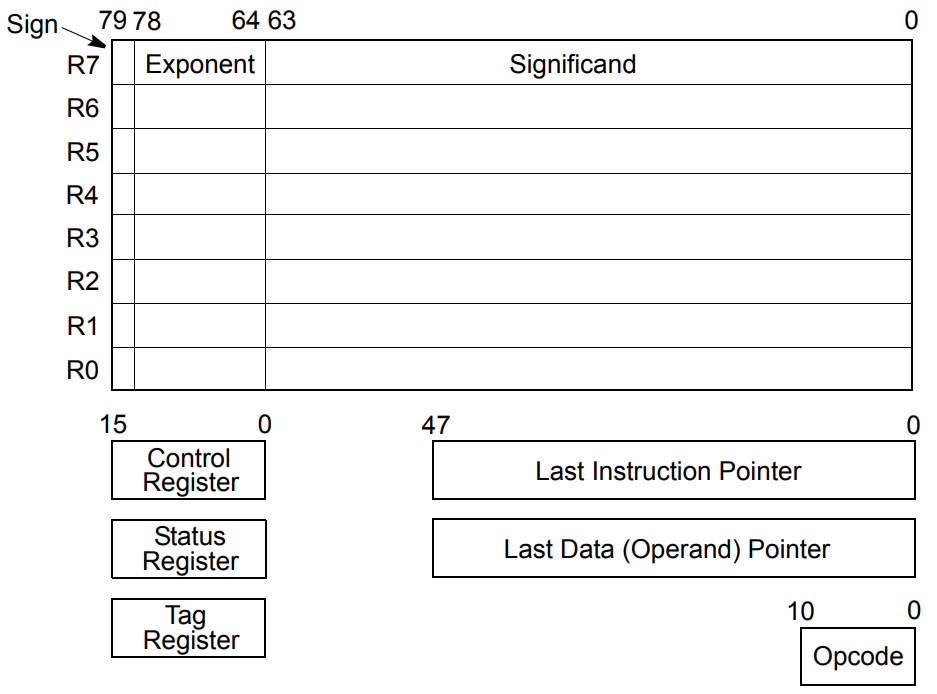 Sign 79 78 64 63 0
R7 Exponent Significand
R6
R5
R4
R3
R2
R1
R0
15 0 47 0
Control
Register
Last Instruction Pointer
Status
Register
Last Data (Operand) Pointer
Tag
Register
10 0
Opcode